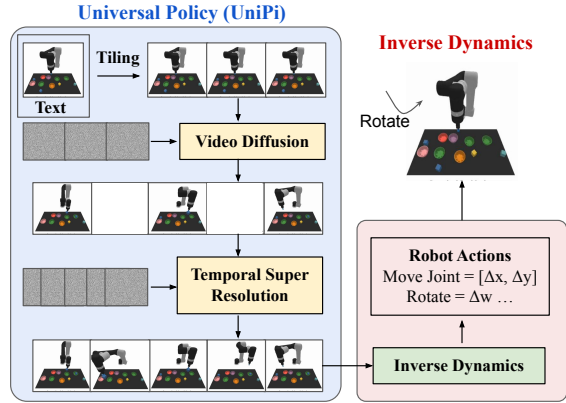 Universal Policy (UniPi)
Tiling
Text
Video Diffusion
Temporal Super
Resolution
Inverse Dynamics
Rotate
Robot Actions
Move Joint = [Δx, Δy]
Rotate = Δw ...
Inverse Dynamics